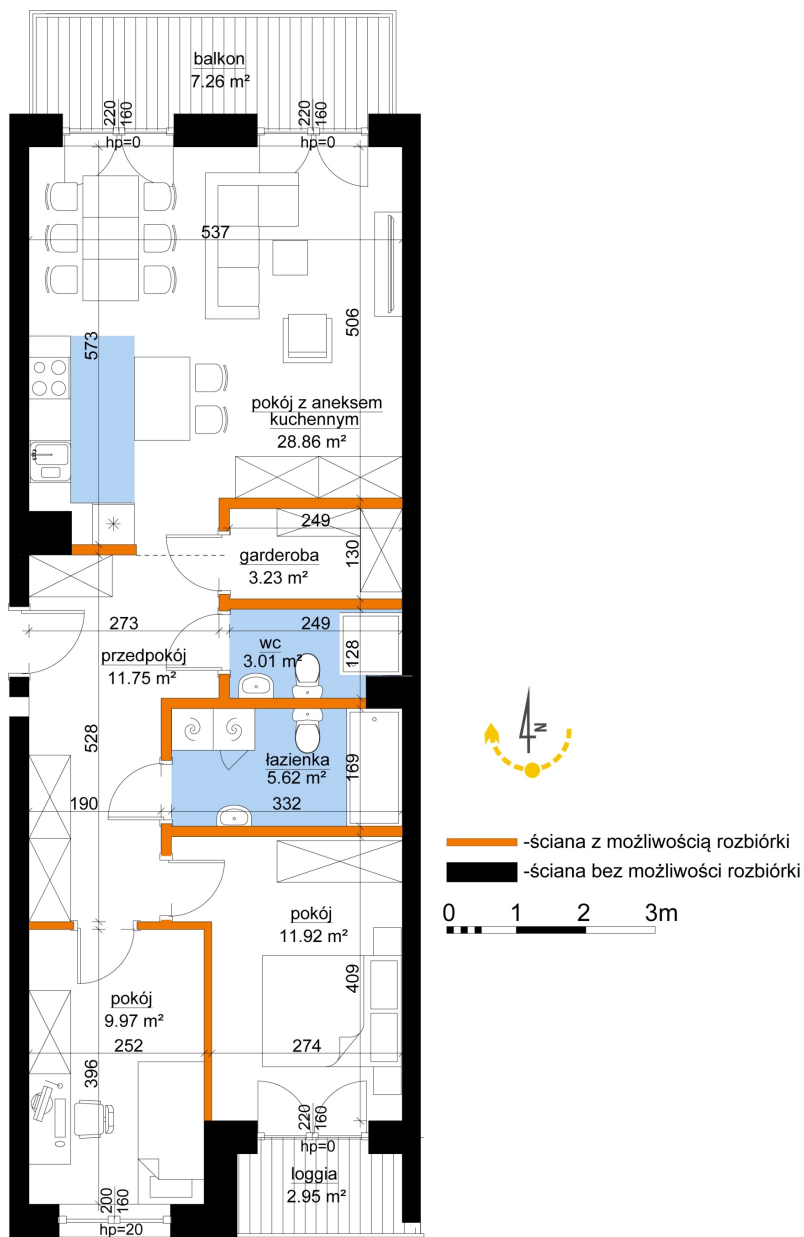 balkon
7.26 m²
220
160
hp=0
220
160
hp=0
537
573
506
pokój z aneksem
kuchennym
28.86 m²
249
130
garderoba
3.23 m²
273
249
wc
3.01 m²
128
przedpokój
11.75 m²
528
łazienka
5.62 m²
169
190
332
N
-ściana z możliwością rozbiórki
-ściana bez możliwości rozbiórki
0 1 2 3m
pokój
11.92 m²
409
pokój
9.97 m²
252
274
396
220
160
hp=0
loggia
2.95 m²
200
160
hp=20